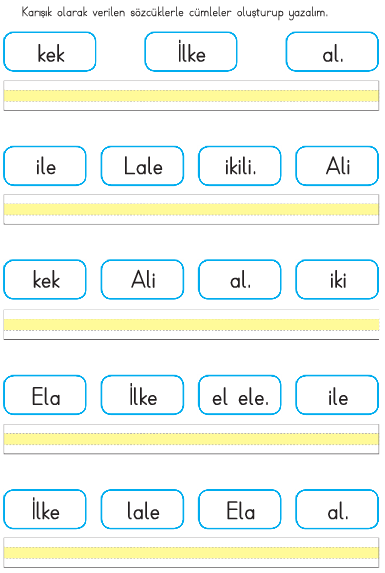 Karışık olarak verilen sözcüklerle cümleler oluşturup yazalım.
kek İlke al.
ile Lale ikili. Ali
kek Ali al. iki
Ela İlke el ele. ile
İlke lale Ela al.